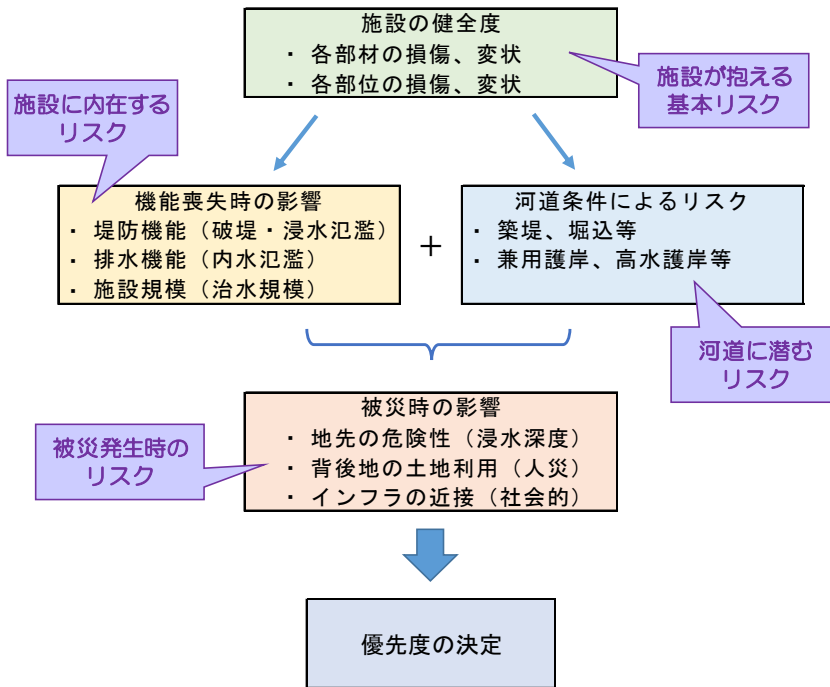 施設の健全度
・ 各部材の損傷、変状
・ 各部位の損傷、変状
施設が抱える
基本リスク
施設に内在する
リスク
機能喪失時の影響
・ 堤防機能（破堤・浸水氾濫）
・ 排水機能（内水氾濫）
・ 施設規模（治水規模）
＋
河道条件によるリスク
・ 築堤、堀込等
・ 兼用護岸、高水護岸等
河道に潜む
リスク
被災時の影響
・ 地先の危険性（浸水深度）
・ 背後地の土地利用（人災）
・ インフラの近接（社会的）
被災発生時の
リスク
優先度の決定